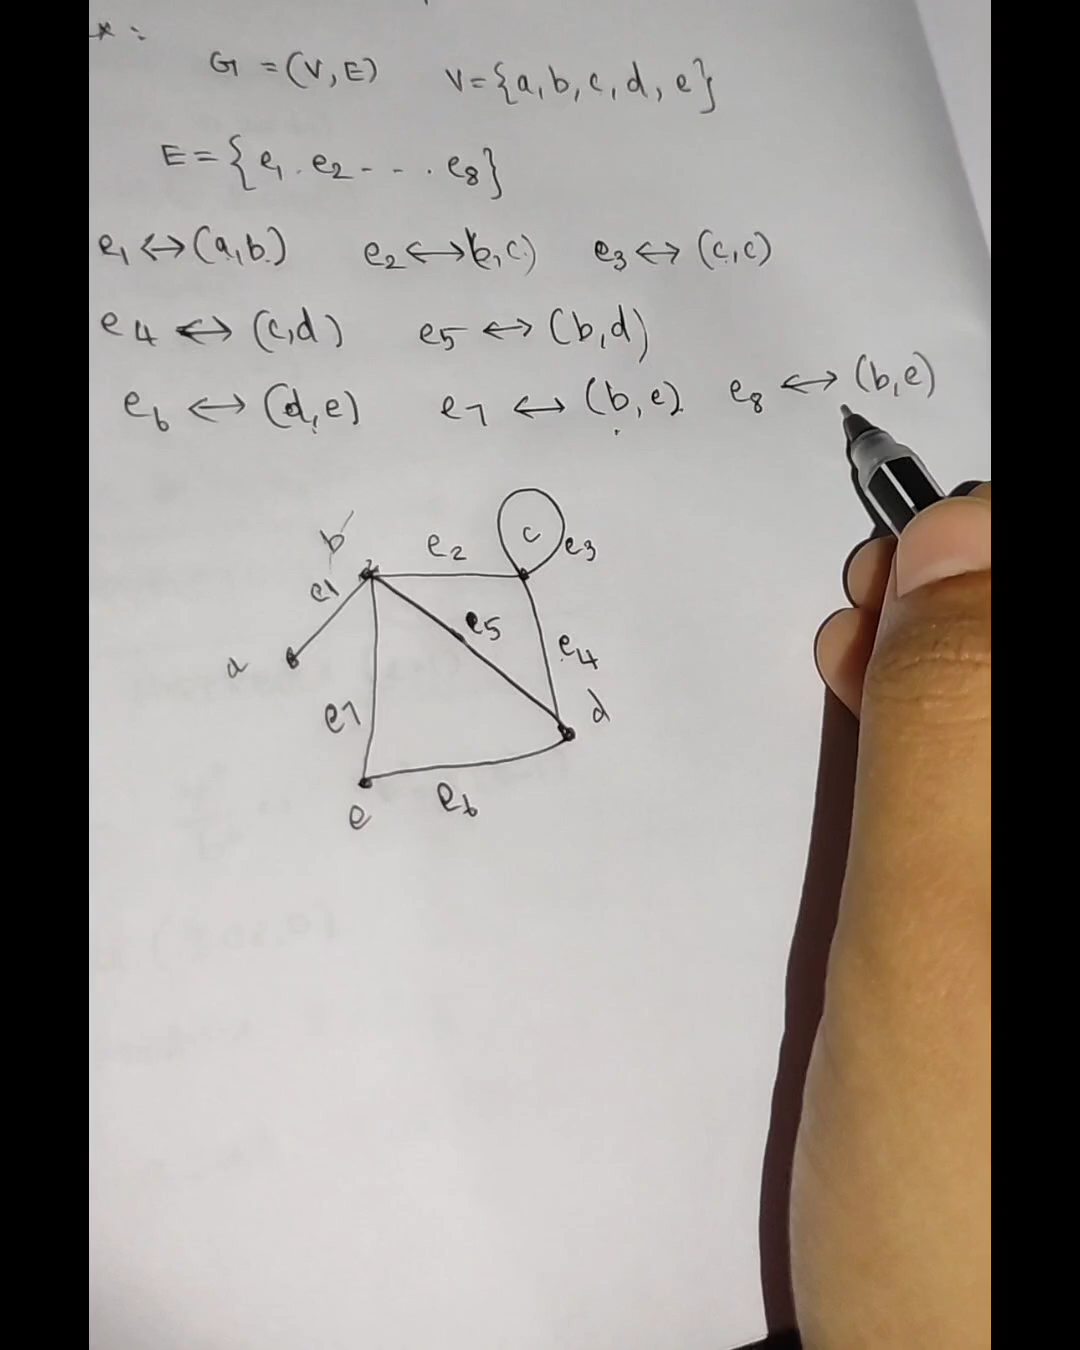 * :
G = (V, E) V = {a, b, c, d, e}
E = {e1 . e2 - - . e8}
e1 ↔ (a, b) e2 ↔ (b, c) e3 ↔ (c, c)
e4 ↔ (c, d) e5 ↔ (b, d)
e6 ↔ (d, e) e7 ↔ (b, e) e8 ↔ (b, e)
b e2 c e3
e1
a e5 e4
e7 d
e e6